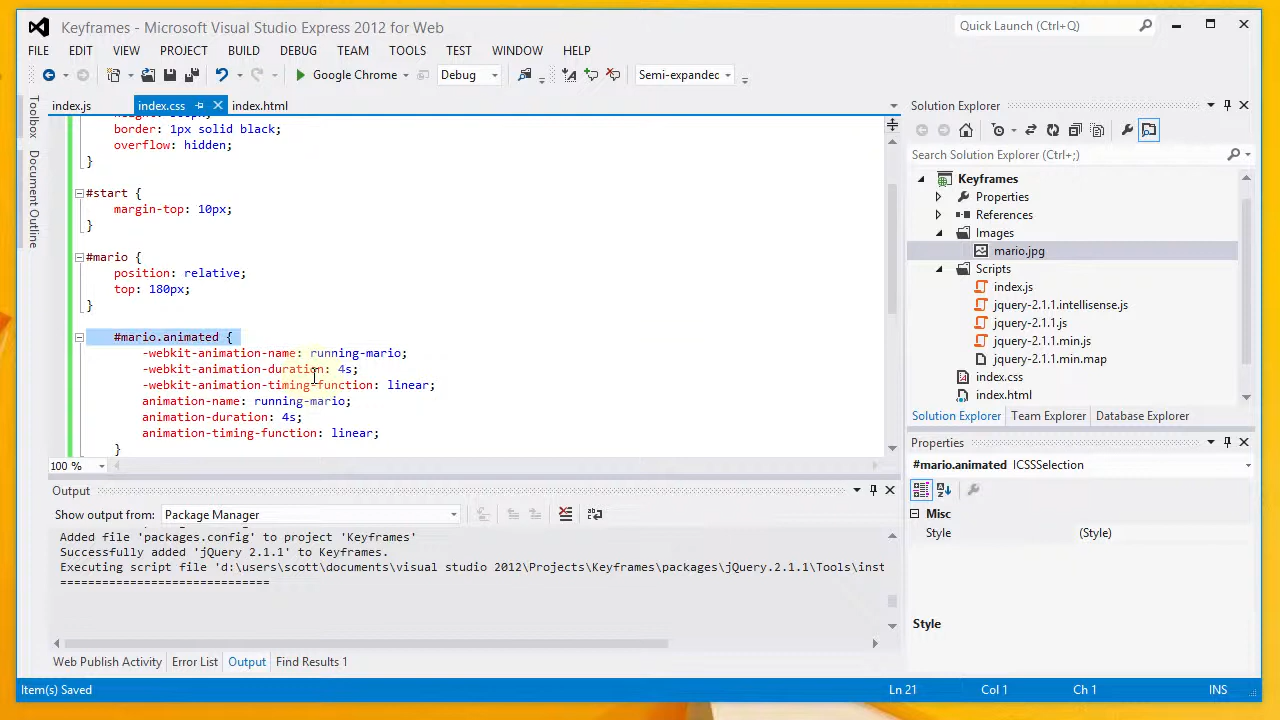 Keyframes - Microsoft Visual Studio Express 2012 for Web
Quick Launch (Ctrl+Q)
FILE EDIT VIEW PROJECT BUILD DEBUG TEAM TOOLS TEST WINDOW HELP
Google Chrome Debug Semi-expanded
index.js index.css index.html
Toolbox
Document Outline
border: 1px solid black;
overflow: hidden;
}
#start {
margin-top: 10px;
}
#mario {
position: relative;
top: 180px;
}
#mario.animated {
-webkit-animation-name: running-mario;
-webkit-animation-duration: 4s;
-webkit-animation-timing-function: linear;
animation-name: running-mario;
animation-duration: 4s;
animation-timing-function: linear;
}
100 %
Output
Show output from: Package Manager
Added file 'packages.config' to project 'Keyframes'
Successfully added 'jQuery 2.1.1' to Keyframes.
Executing script file 'd:\users\scott\documents\visual studio 2012\Projects\Keyframes\packages\jQuery.2.1.1\Tools\inst
==============================
Web Publish Activity Error List Output Find Results 1
Solution Explorer
Search Solution Explorer (Ctrl+;)
Keyframes
Properties
References
Images
mario.jpg
Scripts
index.js
jquery-2.1.1.intellisense.js
jquery-2.1.1.js
jquery-2.1.1.min.js
jquery-2.1.1.min.map
index.css
index.html
Solution Explorer Team Explorer Database Explorer
Properties
#mario.animated ICSSSelection
Misc
Style (Style)
Style
Item(s) Saved Ln 21 Col 1 Ch 1 INS